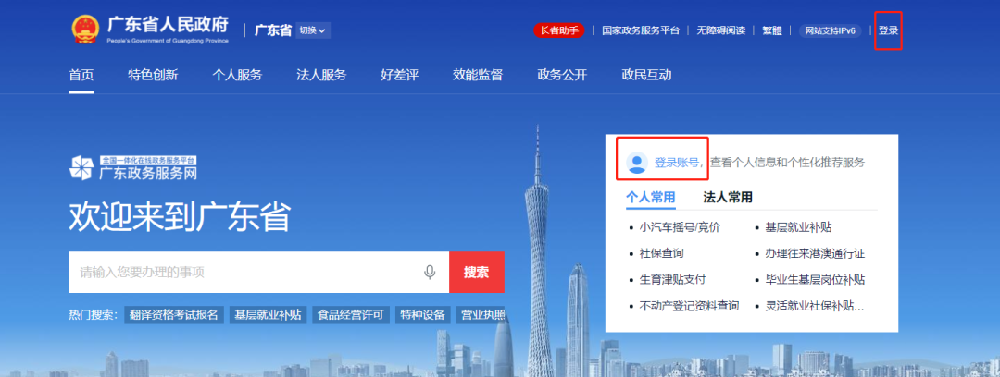 广东省人民政府
People's Government of Guangdong Province
广东省 切换
长者助手 国家政务服务平台 无障碍阅读 繁體 网站支持IPv6 登录
首页 特色创新 个人服务 法人服务 好差评 效能监督 政务公开 政民互动
全国一体化在线政务服务平台
广东政务服务网
欢迎来到广东省
请输入您要办理的事项 搜索
热门搜索： 翻译资格考试报名 基层就业补贴 食品经营许可 特种设备 营业执照
登录账号，查看个人信息和个性化推荐服务
个人常用 法人常用
小汽车摇号/竞价 基层就业补贴
社保查询 办理往来港澳通行证
生育津贴支付 毕业生基层岗位补贴
不动产登记资料查询 灵活就业社保补贴...